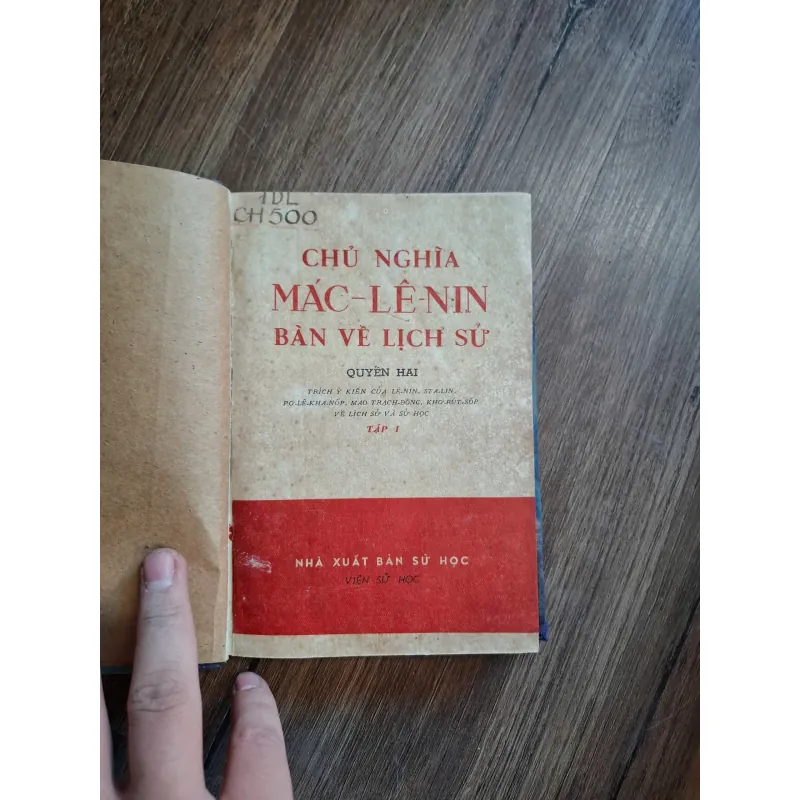 1DL
CH 500
CHỦ NGHĨA
MÁC-LÊ-NIN
BÀN VỀ LỊCH SỬ
QUYỂN HAI
TRÍCH Ý KIẾN CỦA LÊ-NIN, STA-LIN,
PƠ-LÊ-KHA-NỐP, MAO TRẠCH-ĐÔNG, KHƠ-RÚT-SỐP
VỀ LỊCH SỬ VÀ SỬ HỌC
TẬP I
NHÀ XUẤT BẢN SỬ HỌC
VIỆN SỬ HỌC